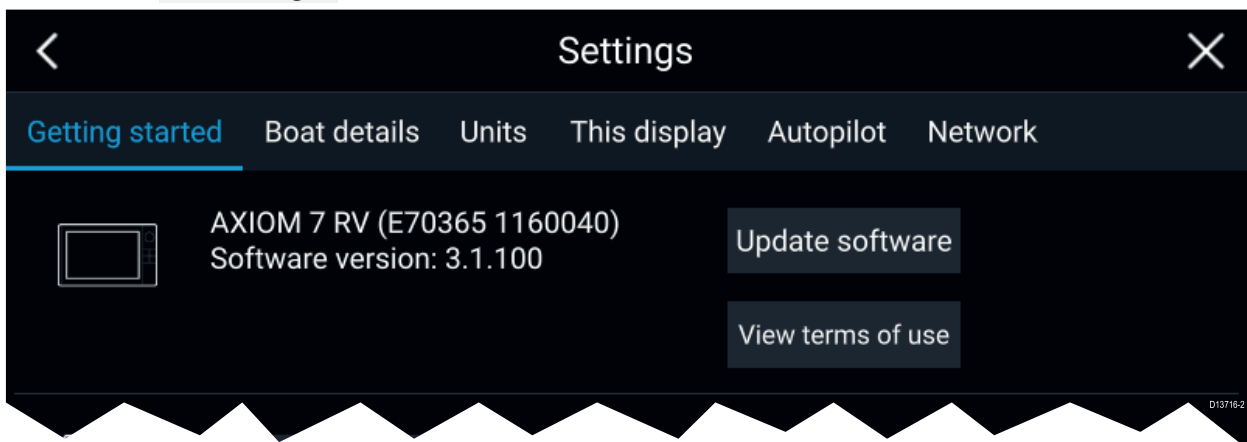 Settings
Getting started Boat details Units This display Autopilot Network
AXIOM 7 RV (E70365 1160040)
Software version: 3.1.100
Update software
View terms of use
D13716-2